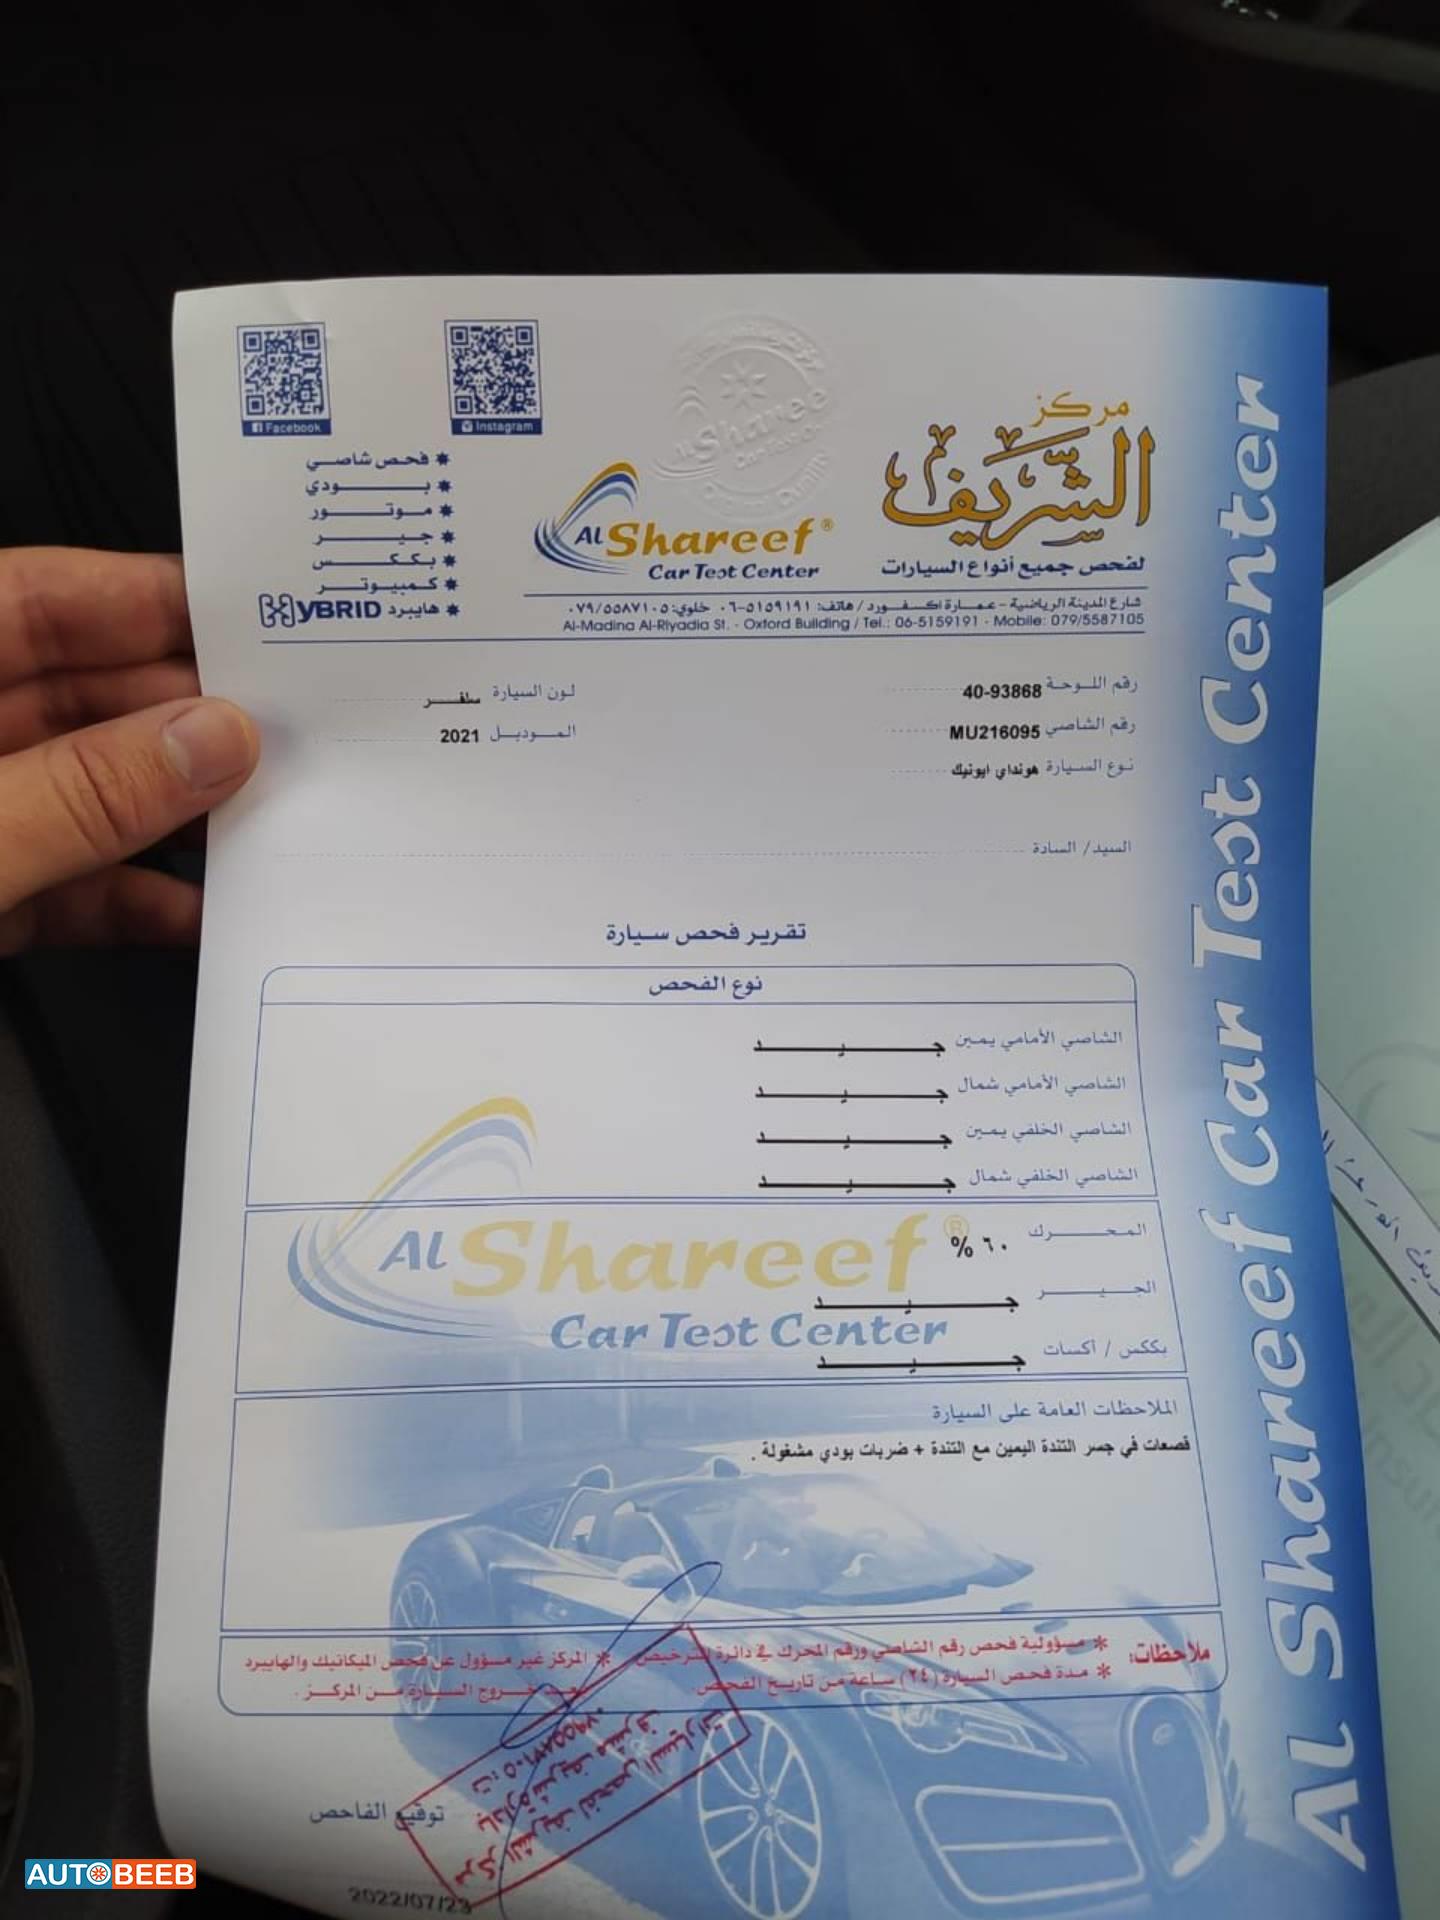 Facebook
Instagram
فحص شاصي
بودي
موتور
جير
بككس
كمبيوتر
هايبرد HYBRID
AL Shareef ®
Car Test Center
مركز
الشريف
لفحص جميع أنواع السيارات
شارع المدينة الرياضية - عمارة اكسفورد / هاتف: ٥١٥٩١٩١-٠٦ خلوي: ٠٧٩/٥٥٨٧١٠٥
Al-Madina Al-Riyadia St. - Oxford Building / Tel.: 06-5159191 - Mobile: 079/5587105
رقم اللوحة 40-93868
لون السيارة سلفر
رقم الشاصي MU216095
الموديل 2021
نوع السيارة هونداي ايونيك
السيد/ السادة
تقرير فحص سيارة
نوع الفحص
الشاصي الأمامي يمين جيد
الشاصي الأمامي شمال جيد
الشاصي الخلفي يمين جيد
الشاصي الخلفي شمال جيد
المحرك ٦٠ %
الجير جيد
بككس / أكسات جيد
AL Shareef ®
Car Test Center
الملاحظات العامة على السيارة
قصعات في جسر التندة اليمين مع التندة + ضربات بودي مشغولة .
ملاحظات:
* مسؤولية فحص رقم الشاصي ورقم المحرك في دائرة الترخيص
* مدة فحص السيارة (٢٤) ساعة من تاريخ الفحص.
* المركز غير مسؤول عن فحص الميكانيك والهايبرد
بعد خروج السيارة من المركز.
مركز الشريف لفحص السيارات
ت: ٠٧٩٥٥٨٧١٠٥
توقيع الفاحص
2022/07/23
Al Shareef Car Test Center
AUTOBEEB